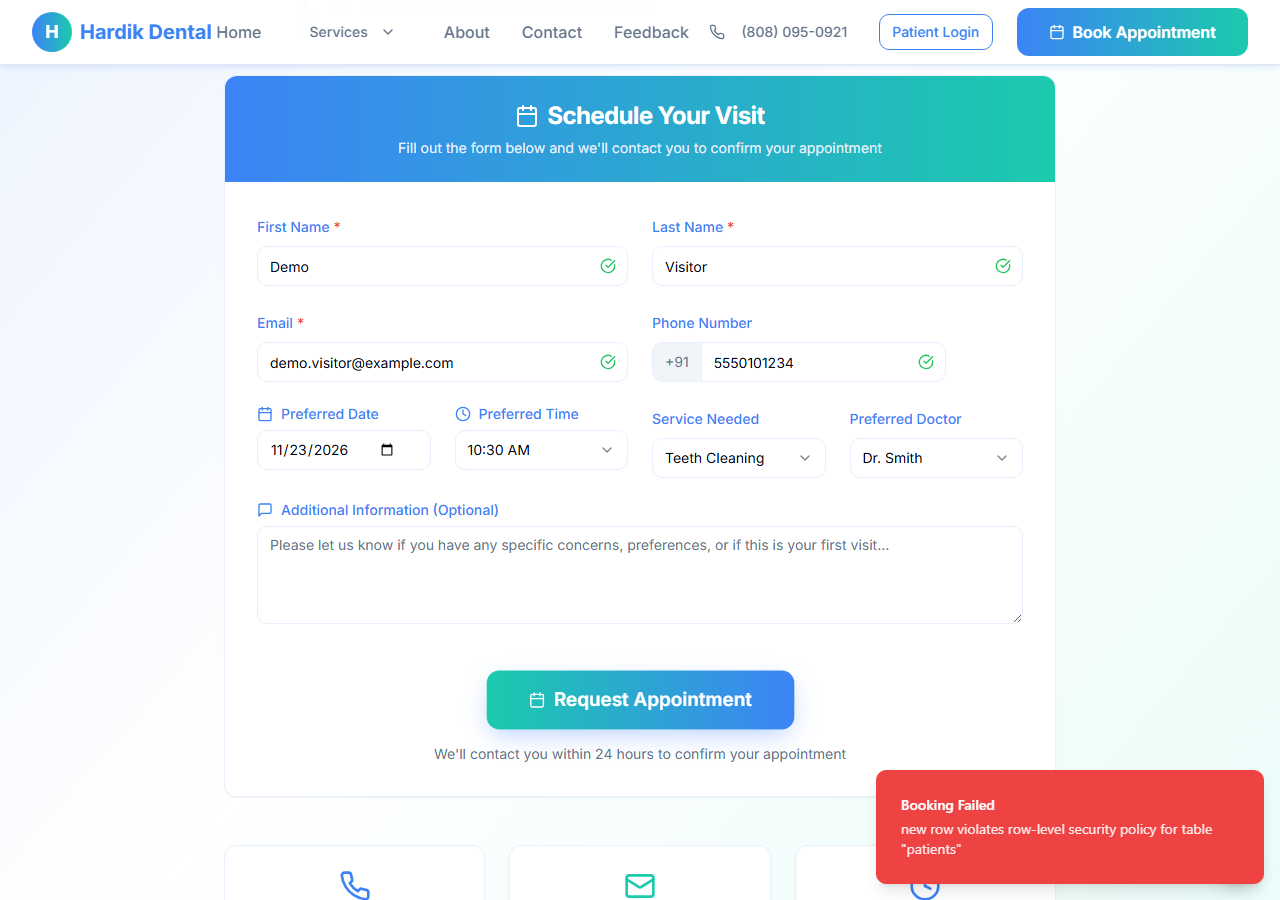 H Hardik Dental Home Services About Contact Feedback (808) 095-0921 Patient Login Book Appointment
Schedule Your Visit
Fill out the form below and we'll contact you to confirm your appointment
First Name * Last Name *
Demo Visitor
Email * Phone Number
demo.visitor@example.com +91 5550101234
Preferred Date Preferred Time Service Needed Preferred Doctor
11/23/2026 10:30 AM Teeth Cleaning Dr. Smith
Additional Information (Optional)
Please let us know if you have any specific concerns, preferences, or if this is your first visit...
Request Appointment
We'll contact you within 24 hours to confirm your appointment
Booking Failed
new row violates row-level security policy for table
"patients"